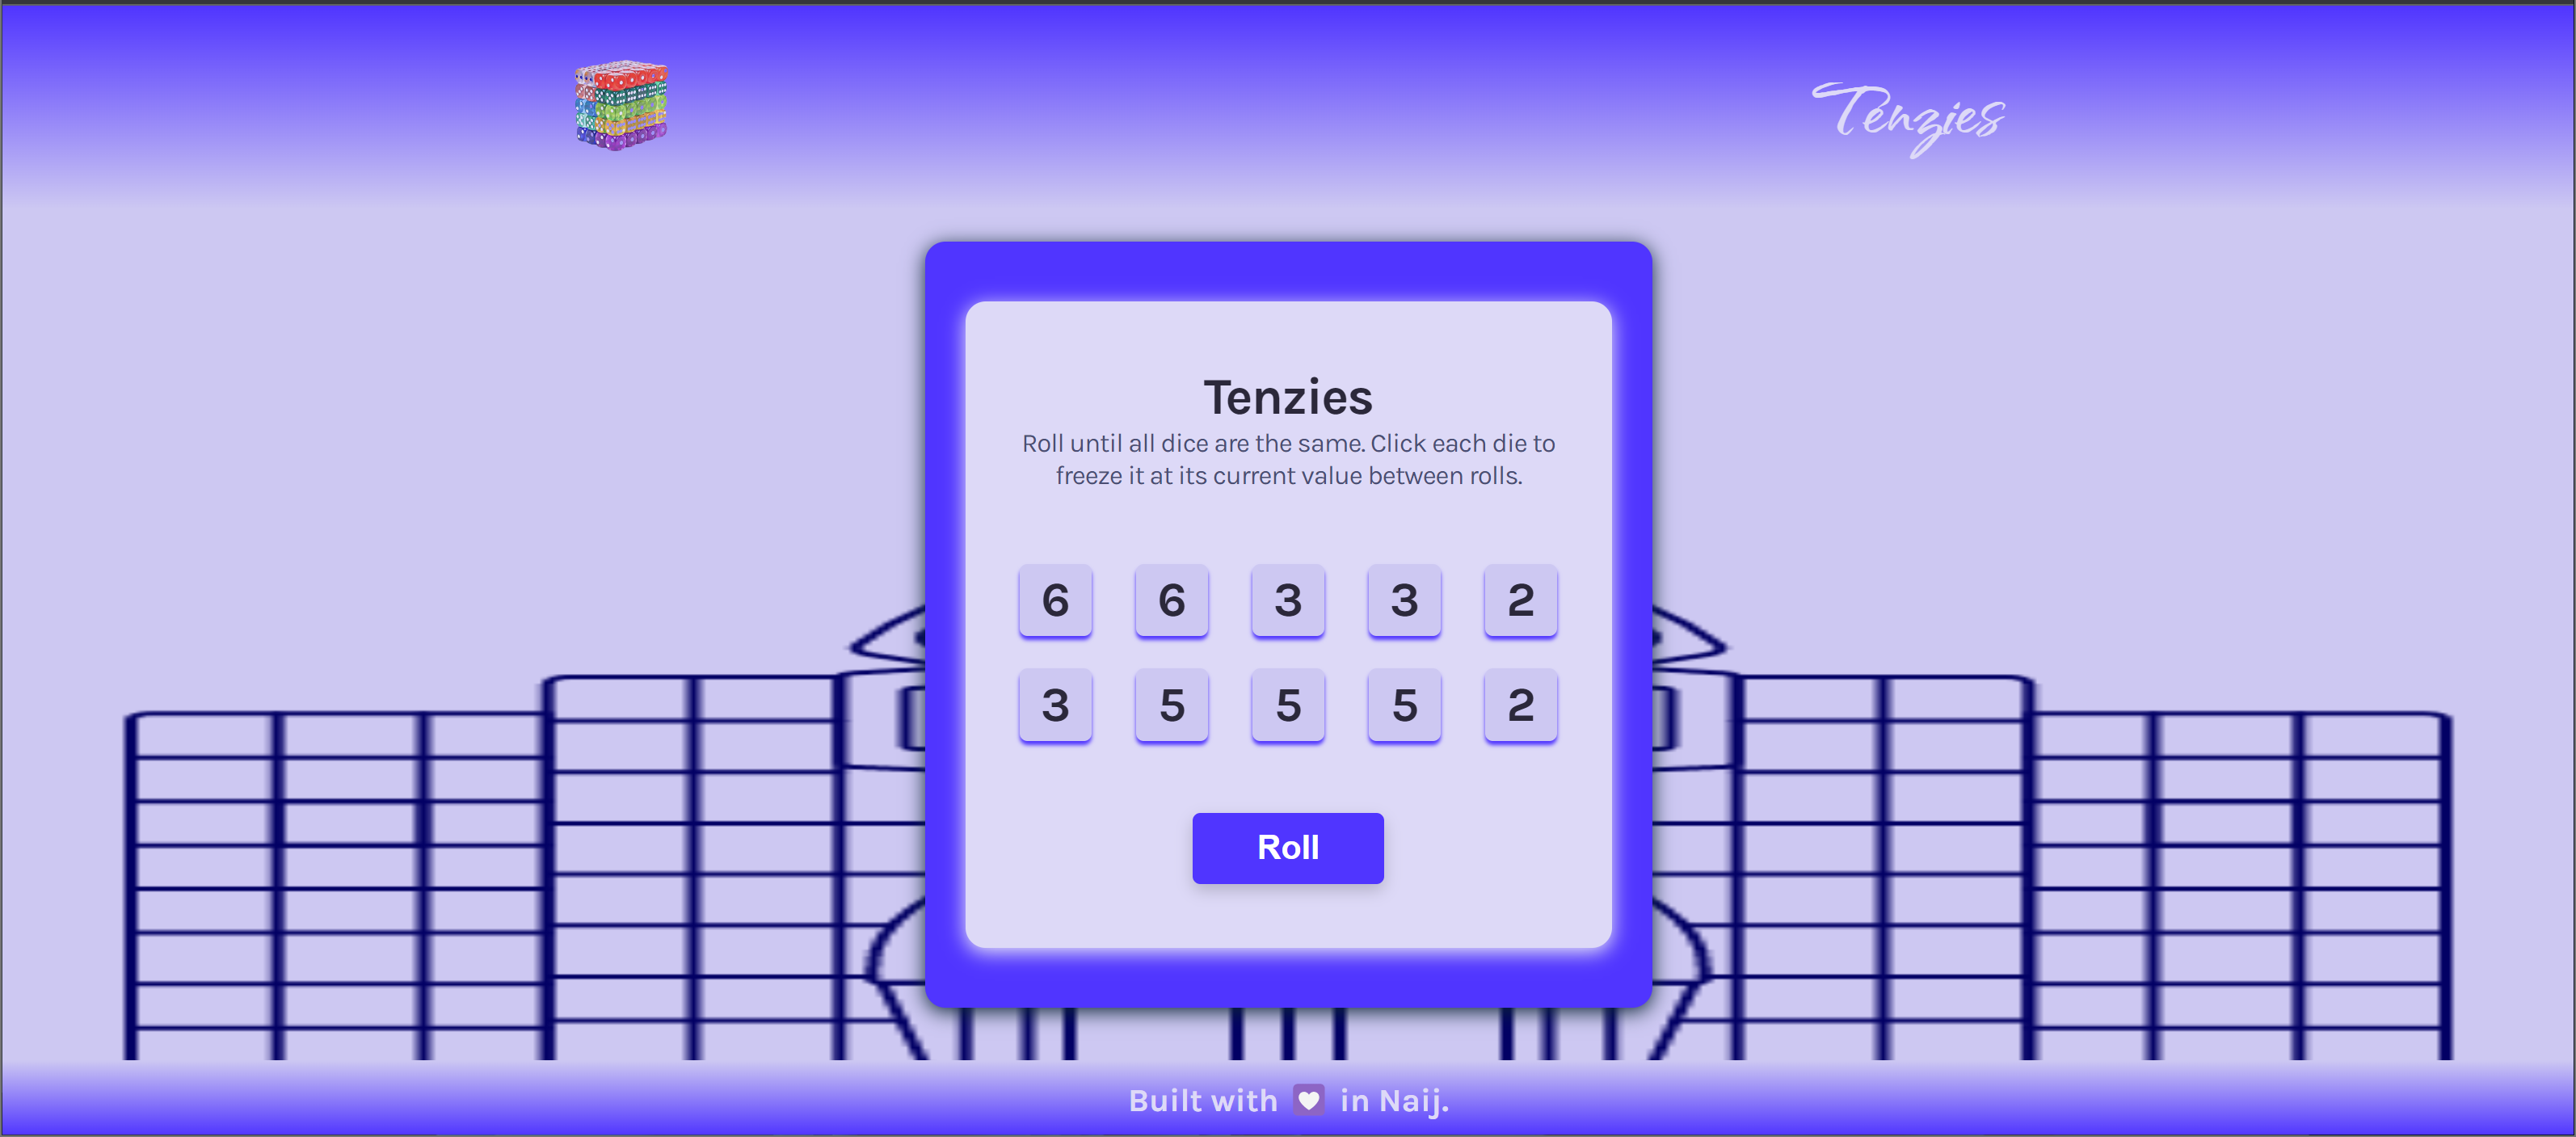 Tenzies
Tenzies
Roll until all dice are the same. Click each die to
freeze it at its current value between rolls.
6 6 3 3 2
3 5 5 5 2
Roll
Built with 💟 in Naij.